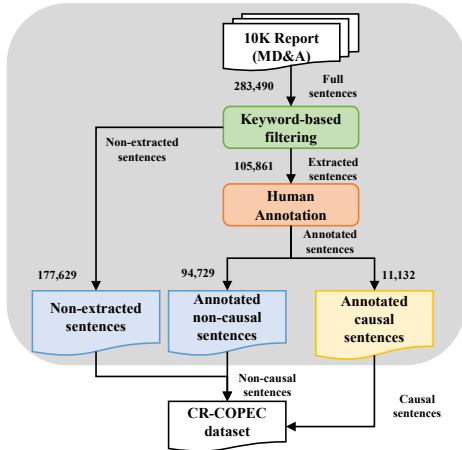 10K Report
(MD&A)
283,490
Full
sentences
Keyword-based
filtering
Non-extracted
sentences
105,861
Extracted
sentences
Human
Annotation
Annotated
sentences
177,629
94,729
11,132
Non-extracted
sentences
Annotated
non-causal
sentences
Annotated
causal
sentences
Non-causal
sentences
CR-COPEC
dataset
Causal
sentences